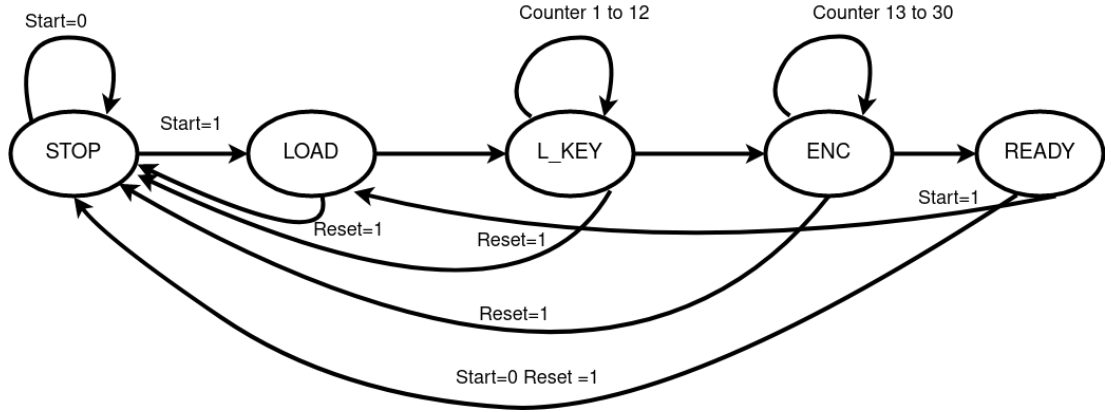 Counter 1 to 12
Counter 13 to 30
Start=0
Start=1
STOP
LOAD
L_KEY
ENC
READY
Start=1
Reset=1
Reset=1
Reset=1
Start=0 Reset =1